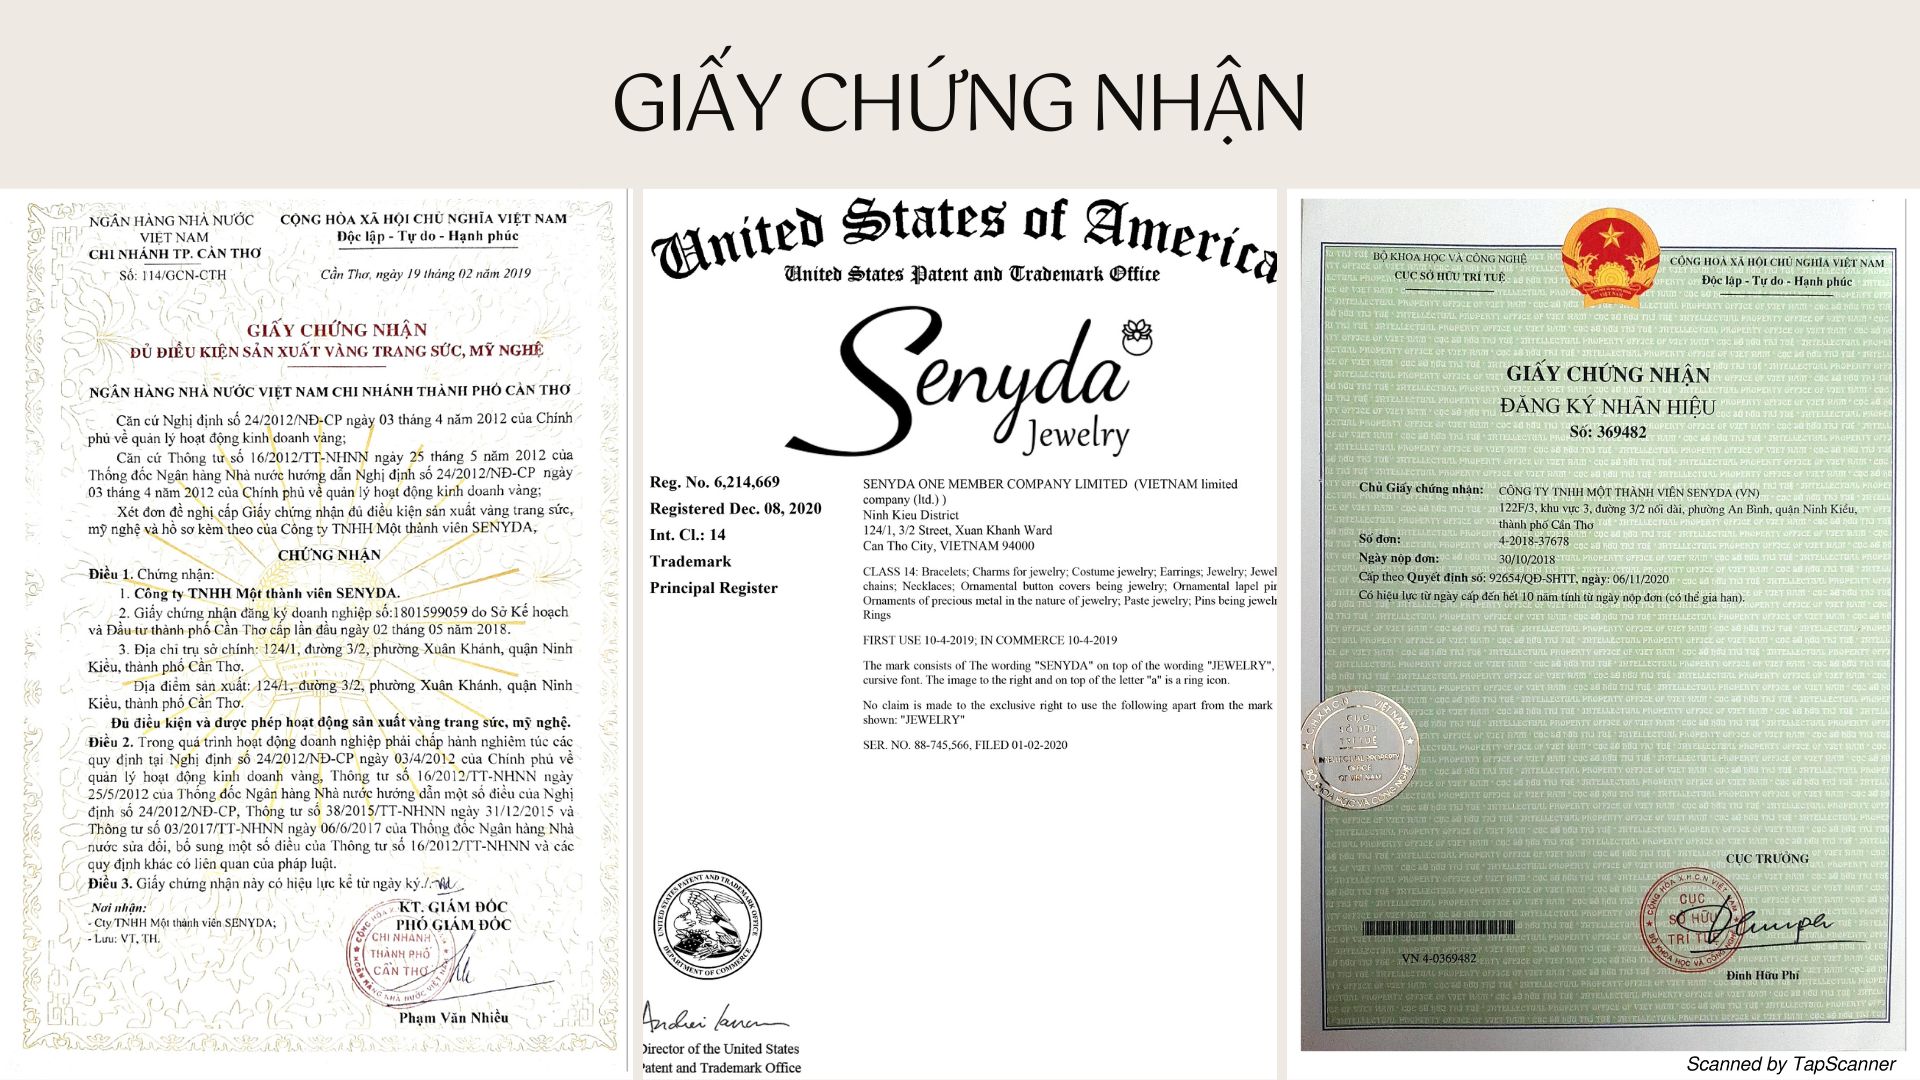 GIẤY CHỨNG NHẬN
NGÂN HÀNG NHÀ NƯỚC
VIỆT NAM
CHI NHÁNH TP. CẦN THƠ
Số: 114/GCN-CTH
CỘNG HÒA XÃ HỘI CHỦ NGHĨA VIỆT NAM
Độc lập - Tự do - Hạnh phúc
Cần Thơ, ngày 19 tháng 02 năm 2019
GIẤY CHỨNG NHẬN
ĐỦ ĐIỀU KIỆN SẢN XUẤT VÀNG TRANG SỨC, MỸ NGHỆ
NGÂN HÀNG NHÀ NƯỚC VIỆT NAM CHI NHÁNH THÀNH PHỐ CẦN THƠ
Căn cứ Nghị định số 24/2012/NĐ-CP ngày 03 tháng 4 năm 2012 của Chính
phủ về quản lý hoạt động kinh doanh vàng;
Căn cứ Thông tư số 16/2012/TT-NHNN ngày 25 tháng 5 năm 2012 của
Thống đốc Ngân hàng Nhà nước hướng dẫn Nghị định số 24/2012/NĐ-CP ngày
03 tháng 4 năm 2012 của Chính phủ về quản lý hoạt động kinh doanh vàng;
Xét đơn đề nghị cấp Giấy chứng nhận đủ điều kiện sản xuất vàng trang sức,
mỹ nghệ và hồ sơ kèm theo của Công ty TNHH Một thành viên SENYDA,
CHỨNG NHẬN
Điều 1. Chứng nhận:
1. Công ty TNHH Một thành viên SENYDA.
2. Giấy chứng nhận đăng ký doanh nghiệp số:1801599059 do Sở Kế hoạch
và Đầu tư thành phố Cần Thơ cấp lần đầu ngày 02 tháng 05 năm 2018.
3. Địa chỉ trụ sở chính: 124/1, đường 3/2, phường Xuân Khánh, quận Ninh
Kiều, thành phố Cần Thơ.
Địa điểm sản xuất: 124/1, đường 3/2, phường Xuân Khánh, quận Ninh
Kiều, thành phố Cần Thơ.
Đủ điều kiện và được phép hoạt động sản xuất vàng trang sức, mỹ nghệ.
Điều 2. Trong quá trình hoạt động doanh nghiệp phải chấp hành nghiêm túc các
quy định tại Nghị định số 24/2012/NĐ-CP ngày 03/4/2012 của Chính phủ về
quản lý hoạt động kinh doanh vàng, Thông tư số 16/2012/TT-NHNN ngày
25/5/2012 của Thống đốc Ngân hàng Nhà nước hướng dẫn một số điều của Nghị
định số 24/2012/NĐ-CP, Thông tư số 38/2015/TT-NHNN ngày 31/12/2015 và
Thông tư số 03/2017/TT-NHNN ngày 06/6/2017 của Thống đốc Ngân hàng Nhà
nước sửa đổi, bổ sung một số điều của Thông tư số 16/2012/TT-NHNN và các
quy định khác có liên quan của pháp luật.
Điều 3. Giấy chứng nhận này có hiệu lực kể từ ngày ký./.
Nơi nhận:
- Cty TNHH Một thành viên SENYDA;
- Lưu: VT, TH.
KT. GIÁM ĐỐC
PHÓ GIÁM ĐỐC
CHI NHÁNH
THÀNH PHỐ
CẦN THƠ
Phạm Văn Nhiều
United States of America
United States Patent and Trademark Office
Senyda
Jewelry
Reg. No. 6,214,669
Registered Dec. 08, 2020
Int. Cl.: 14
Trademark
Principal Register
SENYDA ONE MEMBER COMPANY LIMITED (VIETNAM limited
company (ltd.) )
Ninh Kieu District
124/1, 3/2 Street, Xuan Khanh Ward
Can Tho City, VIETNAM 94000
CLASS 14: Bracelets; Charms for jewelry; Costume jewelry; Earrings; Jewelry; Jewel
chains; Necklaces; Ornamental button covers being jewelry; Ornamental lapel pin
Ornaments of precious metal in the nature of jewelry; Paste jewelry; Pins being jewelr
Rings
FIRST USE 10-4-2019; IN COMMERCE 10-4-2019
The mark consists of The wording "SENYDA" on top of the wording "JEWELRY",
cursive font. The image to the right and on top of the letter "a" is a ring icon.
No claim is made to the exclusive right to use the following apart from the mark
shown: "JEWELRY"
SER. NO. 88-745,566, FILED 01-02-2020
UNITED STATES PATENT AND TRADEMARK OFFICE
DEPARTMENT OF COMMERCE
Director of the United States
Patent and Trademark Office
BỘ KHOA HỌC VÀ CÔNG NGHỆ
CỤC SỞ HỮU TRÍ TUỆ
CỘNG HOÀ XÃ HỘI CHỦ NGHĨA VIỆT NAM
Độc lập - Tự do - Hạnh phúc
GIẤY CHỨNG NHẬN
ĐĂNG KÝ NHÃN HIỆU
Số: 369482
Chủ Giấy chứng nhận: CÔNG TY TNHH MỘT THÀNH VIÊN SENYDA (VN)
122F/3, khu vực 3, đường 3/2 nối dài, phường An Bình, quận Ninh Kiều,
thành phố Cần Thơ
Số đơn: 4-2018-37678
Ngày nộp đơn: 30/10/2018
Cấp theo Quyết định số: 92654/QĐ-SHTT, ngày: 06/11/2020
Có hiệu lực từ ngày cấp đến hết 10 năm tính từ ngày nộp đơn (có thể gia hạn).
CỤC
SỞ HỮU
TRÍ TUỆ
INTELLECTUAL PROPERTY
OFFICE
OF VIETNAM
CỤC TRƯỞNG
CỤC
SỞ HỮU
TRÍ TUỆ
VN 4-0369482
Đinh Hữu Phí
Scanned by TapScanner